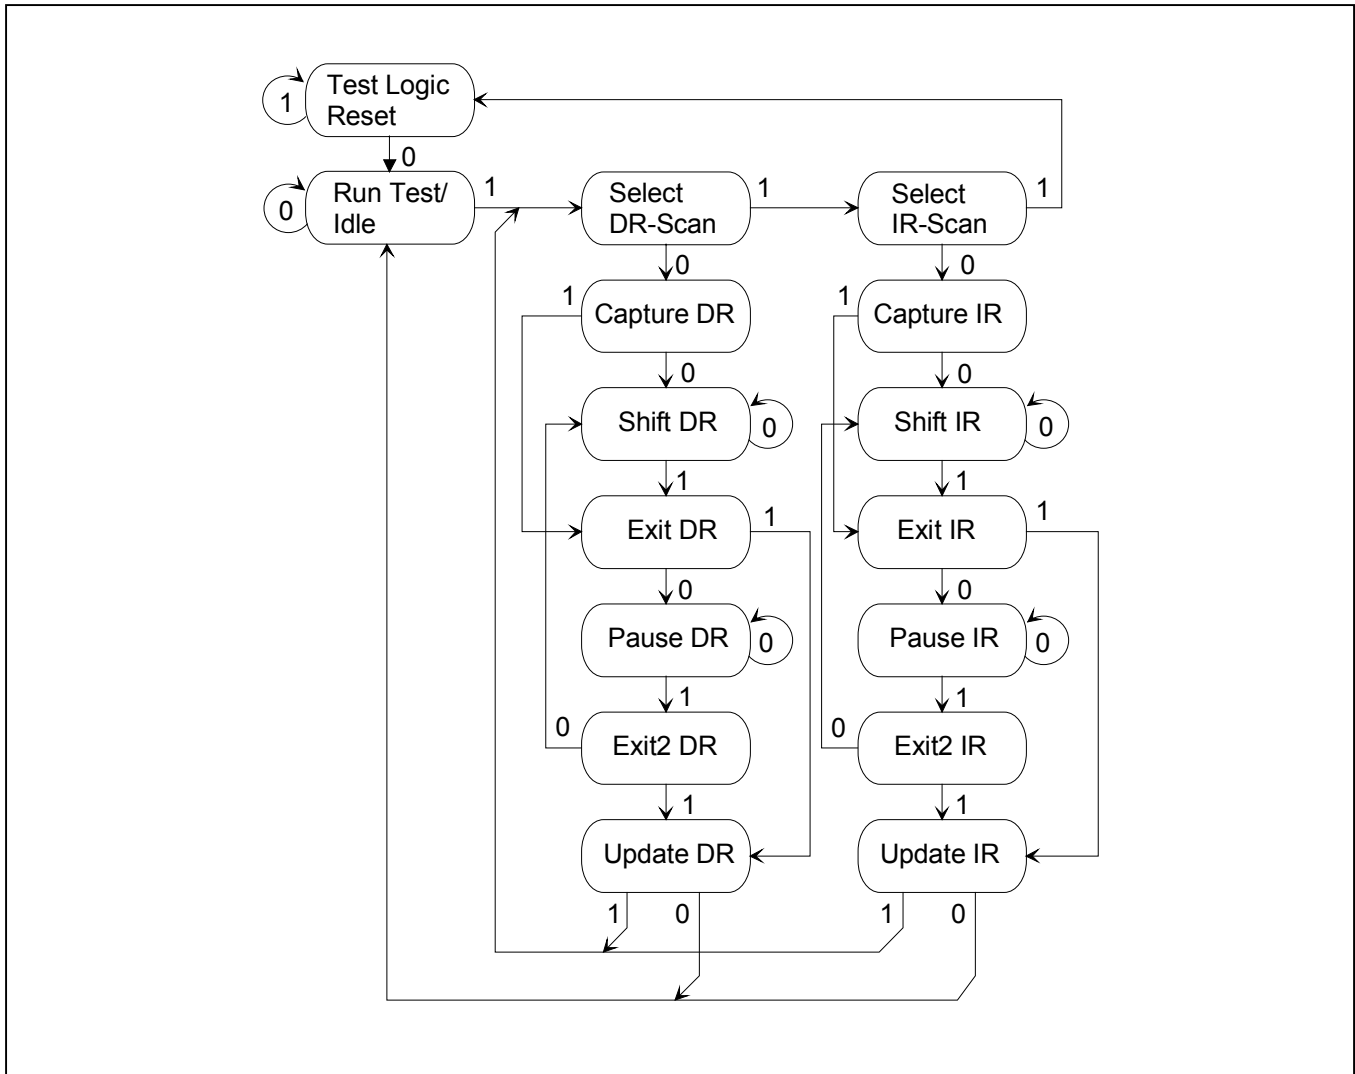 Test Logic
Reset
1
0
Run Test/
Idle
0
1
Select
DR-Scan
1
Select
IR-Scan
1
0
0
1
Capture DR
1
Capture IR
0
0
Shift DR
0
Shift IR
0
1
1
Exit DR
1
Exit IR
1
0
0
Pause DR
0
Pause IR
0
1
1
0
Exit2 DR
0
Exit2 IR
1
1
Update DR
Update IR
1
0
1
0